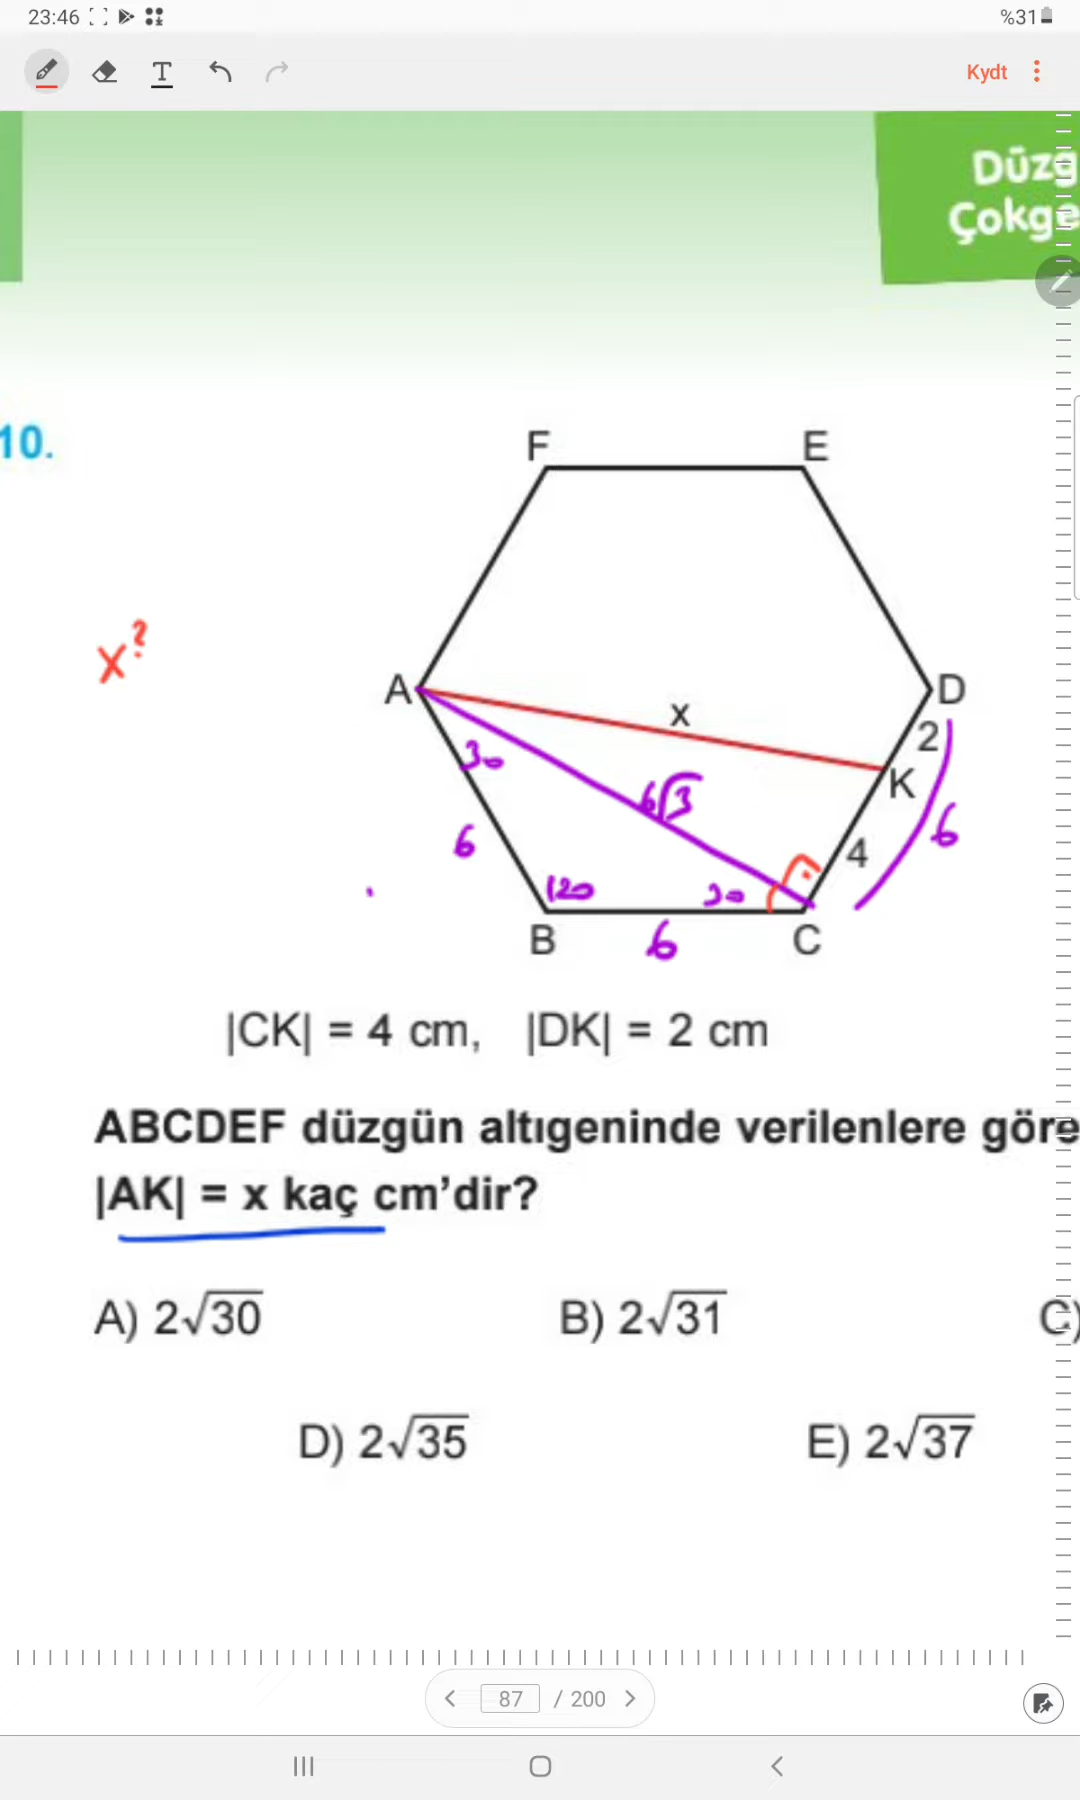 23:46
%31
T
Kydt
Düzg
Çokge
10.
F E
x?
A
x
D
2
30
K
6√3
6
6
4
120
30
B
6
C
|CK| = 4 cm, |DK| = 2 cm
ABCDEF düzgün altıgeninde verilenlere göre
|AK| = x kaç cm'dir?
A) 2√30 B) 2√31 C)
D) 2√35 E) 2√37
87 / 200